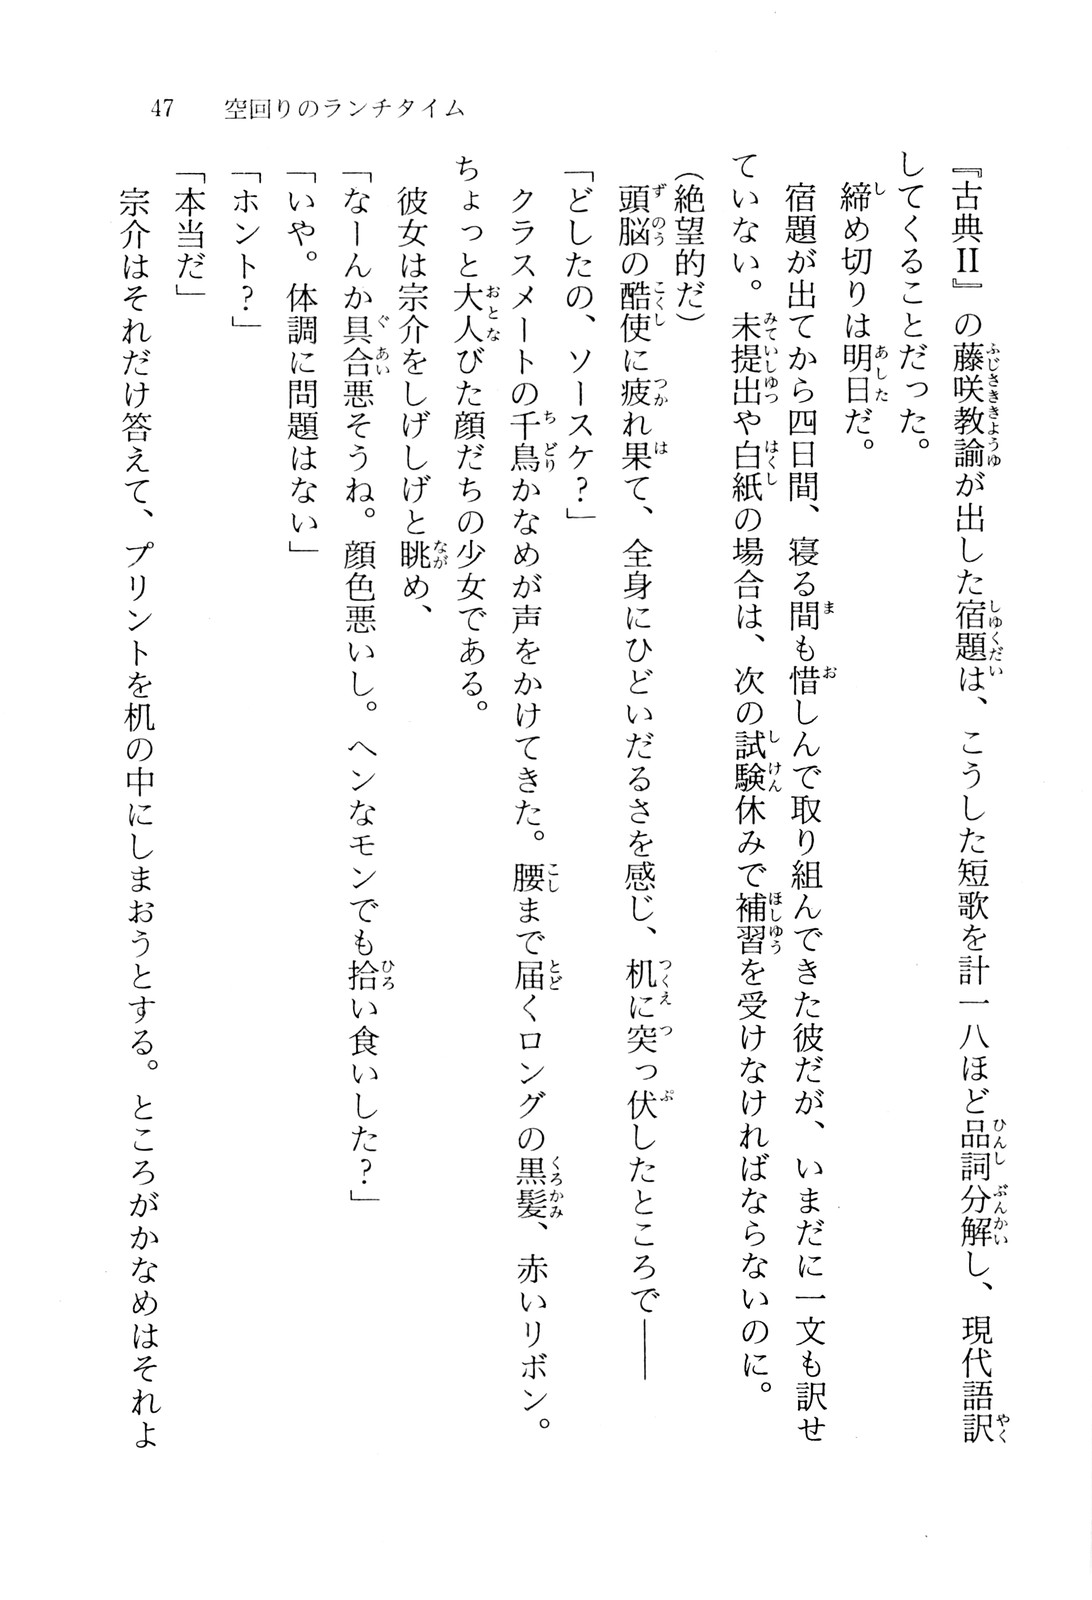 47　空回りのランチタイム
『古典Ⅱ』の藤咲教諭が出した宿題は、こうした短歌を計一八ほど品詞分解し、現代語訳
してくることだった。
締め切りは明日だ。
宿題が出てから四日間、寝る間も惜しんで取り組んできた彼だが、いまだに一文も訳せ
ていない。未提出や白紙の場合は、次の試験休みで補習を受けなければならないのに。
(絶望的だ)
頭脳の酷使に疲れ果て、全身にひどいだるさを感じ、机に突っ伏したところで――
「どしたの、ソースケ?」
クラスメートの千鳥かなめが声をかけてきた。腰まで届くロングの黒髪、赤いリボン。
ちょっと大人びた顔だちの少女である。
彼女は宗介をしげしげと眺め、
「なーんか具合悪そうね。顔色悪いし。ヘンなモンでも拾い食いした?」
「いや。体調に問題はない」
「ホント?」
「本当だ」
宗介はそれだけ答えて、プリントを机の中にしまおうとする。ところがかなめはそれよ